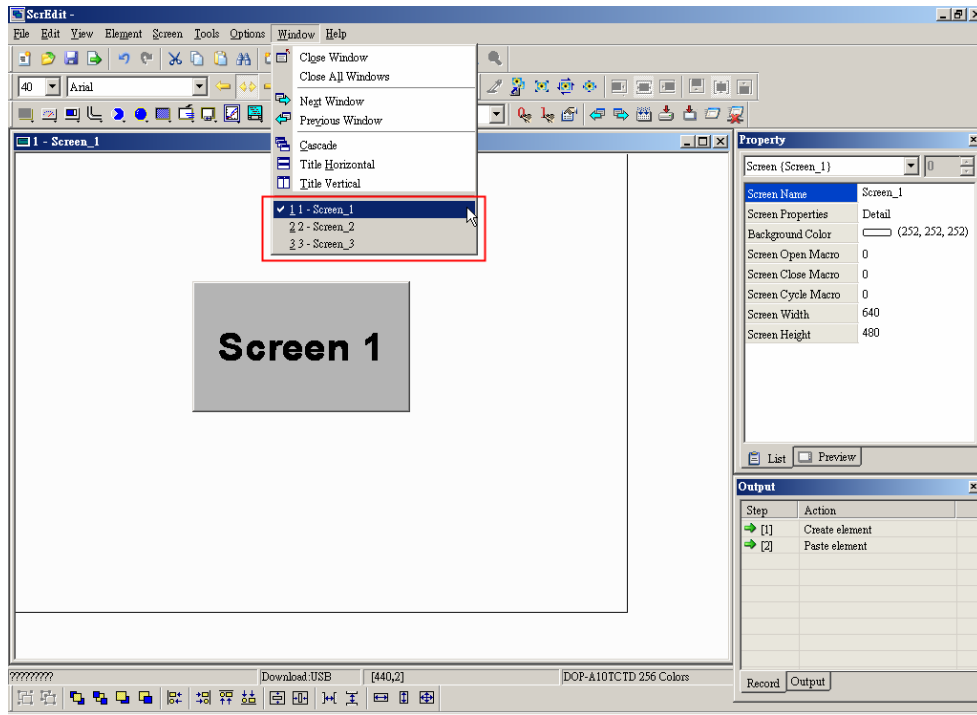 ScrEdit -
File Edit View Element Screen Tools Options Window Help
Close Window
Close All Windows
Next Window
Previous Window
Cascade
Title Horizontal
Title Vertical
1 1 - Screen_1
2 2 - Screen_2
3 3 - Screen_3
40 Arial
1 - Screen_1
Screen 1
Property
Screen {Screen_1} 0
Screen Name Screen_1
Screen Properties Detail
Background Color (252, 252, 252)
Screen Open Macro 0
Screen Close Macro 0
Screen Cycle Macro 0
Screen Width 640
Screen Height 480
List Preview
Output
Step Action
[1] Create element
[2] Paste element
Record Output
????????? Download:USB [440,2] DOP-A10TCTD 256 Colors